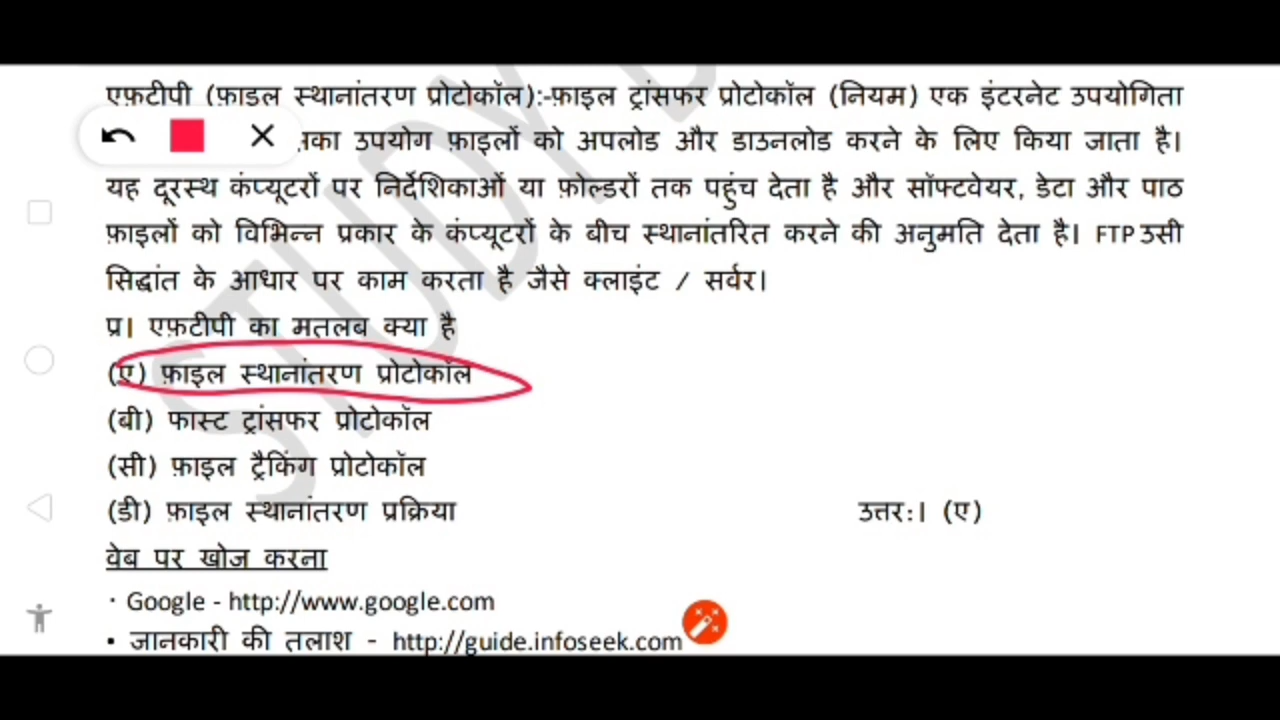 एफ़टीपी (फ़ाइल स्थानांतरण प्रोटोकॉल):-फ़ाइल ट्रांसफर प्रोटोकॉल (नियम) एक इंटरनेट उपयोगिता
उपयोग फ़ाइलों को अपलोड और डाउनलोड करने के लिए किया जाता है।
यह दूरस्थ कंप्यूटरों पर निर्देशिकाओं या फ़ोल्डरों तक पहुंच देता है और सॉफ्टवेयर, डेटा और पाठ
फ़ाइलों को विभिन्न प्रकार के कंप्यूटरों के बीच स्थानांतरित करने की अनुमति देता है। FTP उसी
सिद्धांत के आधार पर काम करता है जैसे क्लाइंट / सर्वर।
प्र। एफ़टीपी का मतलब क्या है
(ए) फ़ाइल स्थानांतरण प्रोटोकॉल
(बी) फास्ट ट्रांसफर प्रोटोकॉल
(सी) फ़ाइल ट्रैकिंग प्रोटोकॉल
(डी) फ़ाइल स्थानांतरण प्रक्रिया उत्तर:। (ए)
वेब पर खोज करना
· Google - http://www.google.com
▪ जानकारी की तलाश - http://guide.infoseek.com
STUDY